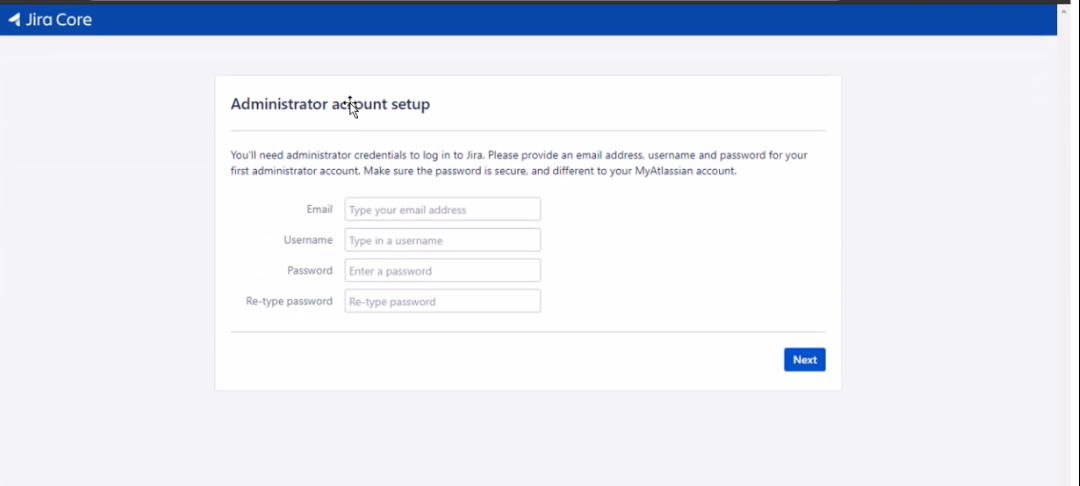 Jira Core
Administrator account setup
You'll need administrator credentials to log in to Jira. Please provide an email address, username and password for your
first administrator account. Make sure the password is secure, and different to your MyAtlassian account.
Email Type your email address
Username Type in a username
Password Enter a password
Re-type password Re-type password
Next